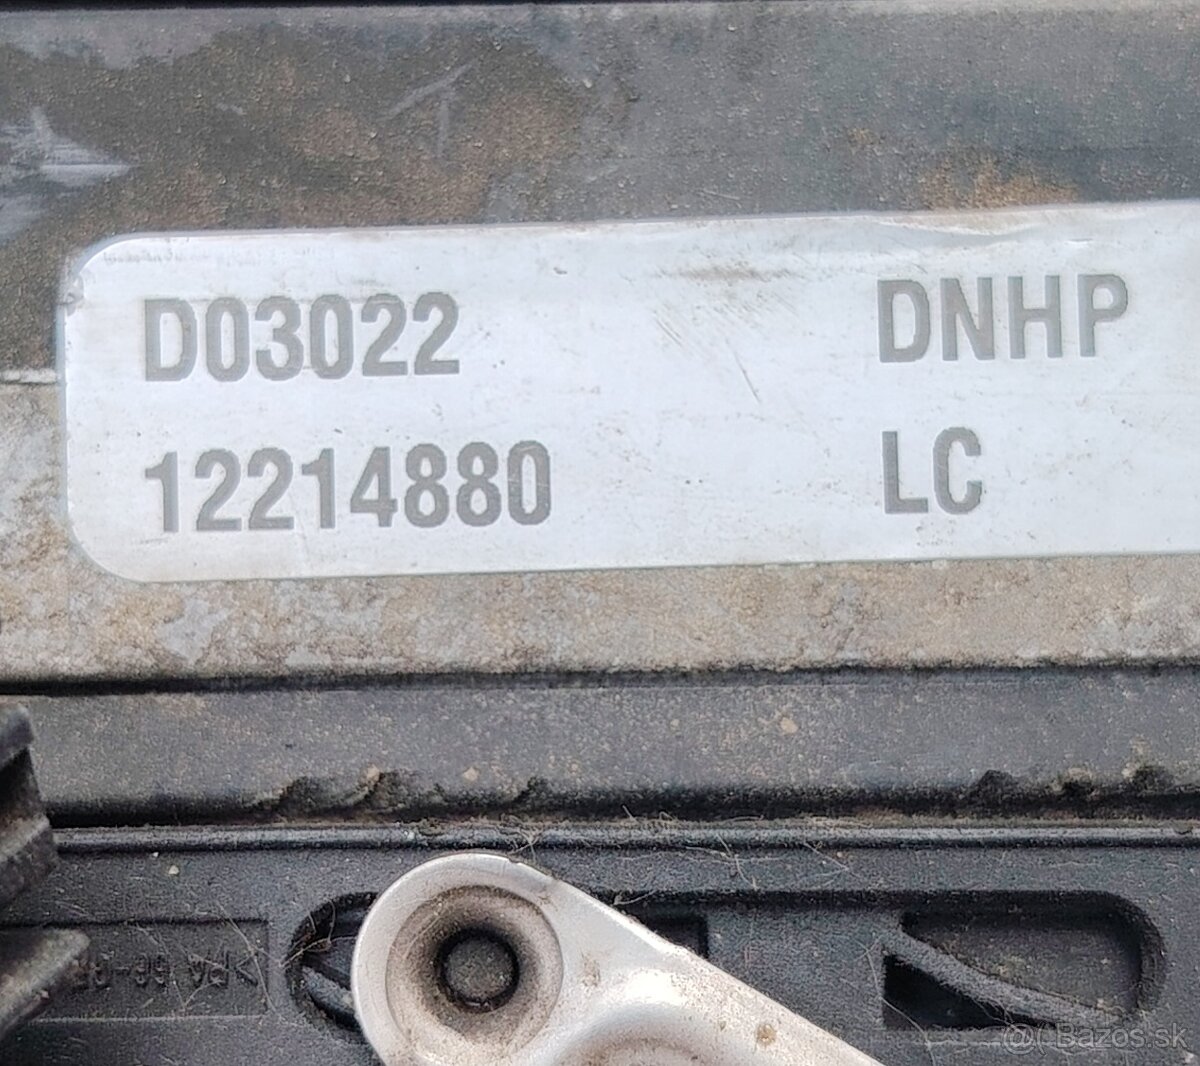 D03022 DNHP
12214880 LC
@( Bazos.sk